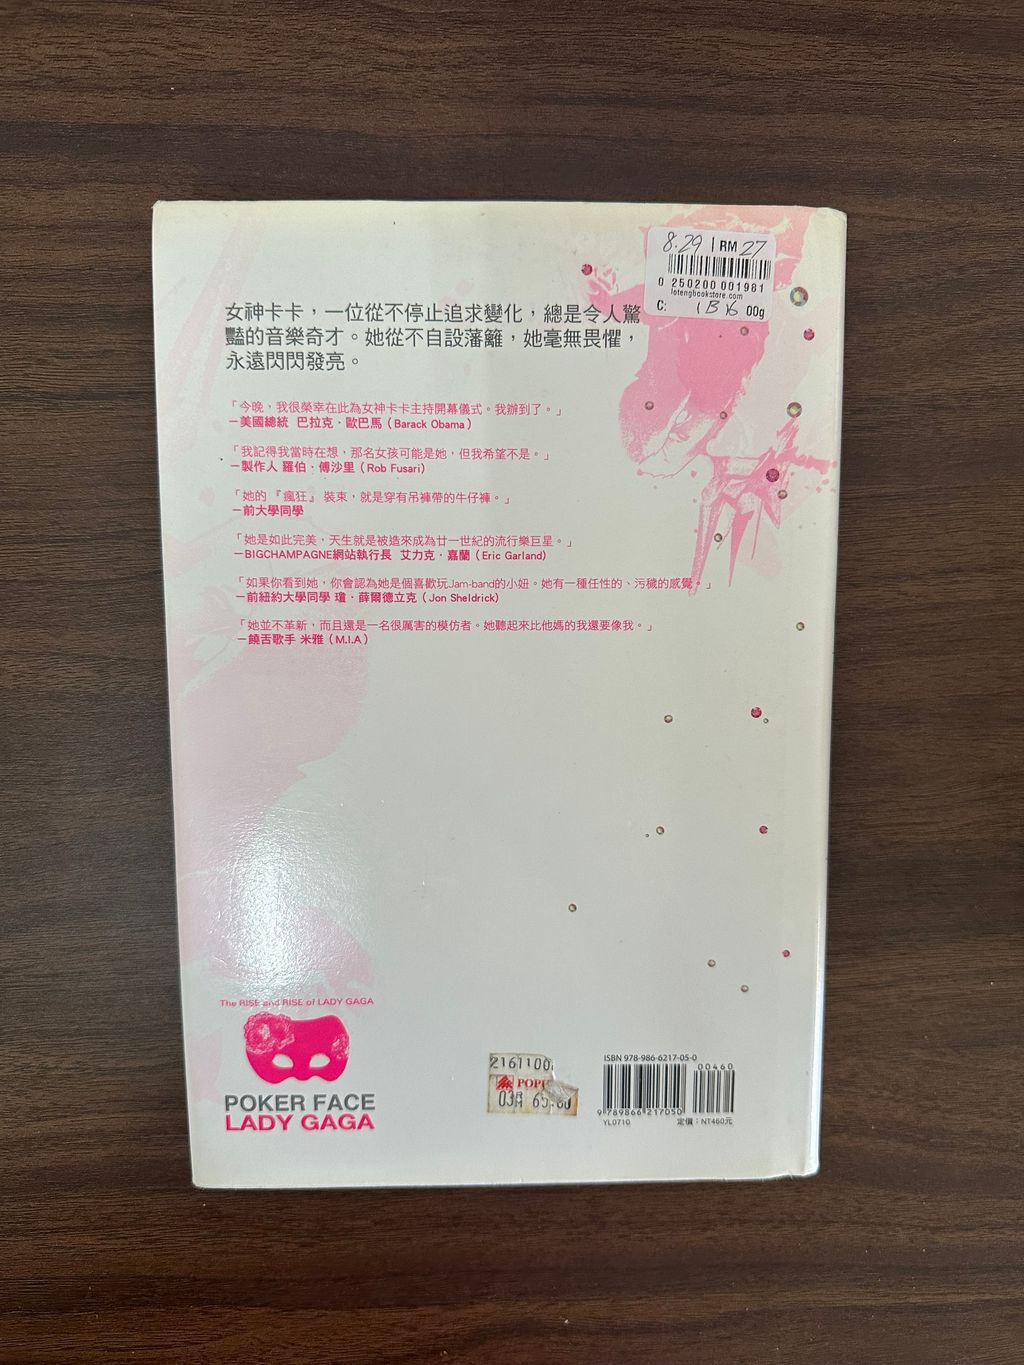 8.29 | RM 27
0 250200 001981
lotengbookstore.com
C: 00g
女神卡卡，一位從不停止追求變化，總是令人驚
豔的音樂奇才。她從不自設藩籬，她毫無畏懼，
永遠閃閃發亮。
「今晚，我很榮幸在此為女神卡卡主持開幕儀式。我辦到了。」
－美國總統 巴拉克．歐巴馬（Barack Obama）
「我記得我當時在想，那名女孩可能是她，但我希望不是。」
－製作人 羅伯．傅沙里（Rob Fusari）
「她的『瘋狂』裝束，就是穿有吊褲帶的牛仔褲。」
－前大學同學
「她是如此完美，天生就是被造來成為廿一世紀的流行樂巨星。」
－BIGCHAMPAGNE網站執行長 艾力克．嘉蘭（Eric Garland）
「如果你看到她，你會認為她是個喜歡玩Jam-band的小妞。她有一種任性的、污穢的感覺。」
－前紐約大學同學 瓊．薛爾德立克（Jon Sheldrick）
「她並不革新，而且還是一名很厲害的模仿者。她聽起來比他媽的我還要像我。」
－饒舌歌手 米雅（M.I.A）
The RISE and RISE of LADY GAGA
POKER FACE
LADY GAGA
2161100
ISBN 978-986-6217-05-0
00460
9 789866 217050
YL0710 定價：NT460元